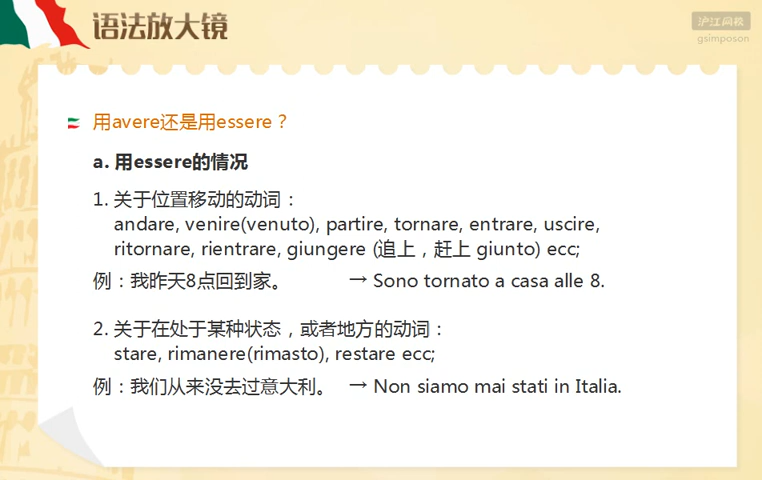 语法放大镜
沪江网校
gsimposon
用avere还是用essere？
a. 用essere的情况
1. 关于位置移动的动词：
andare, venire(venuto), partire, tornare, entrare, uscire,
ritornare, rientrare, giungere (追上，赶上 giunto) ecc;
例：我昨天8点回到家。 → Sono tornato a casa alle 8.
2. 关于在处于某种状态，或者地方的动词：
stare, rimanere(rimasto), restare ecc;
例：我们从来没去过意大利。 → Non siamo mai stati in Italia.